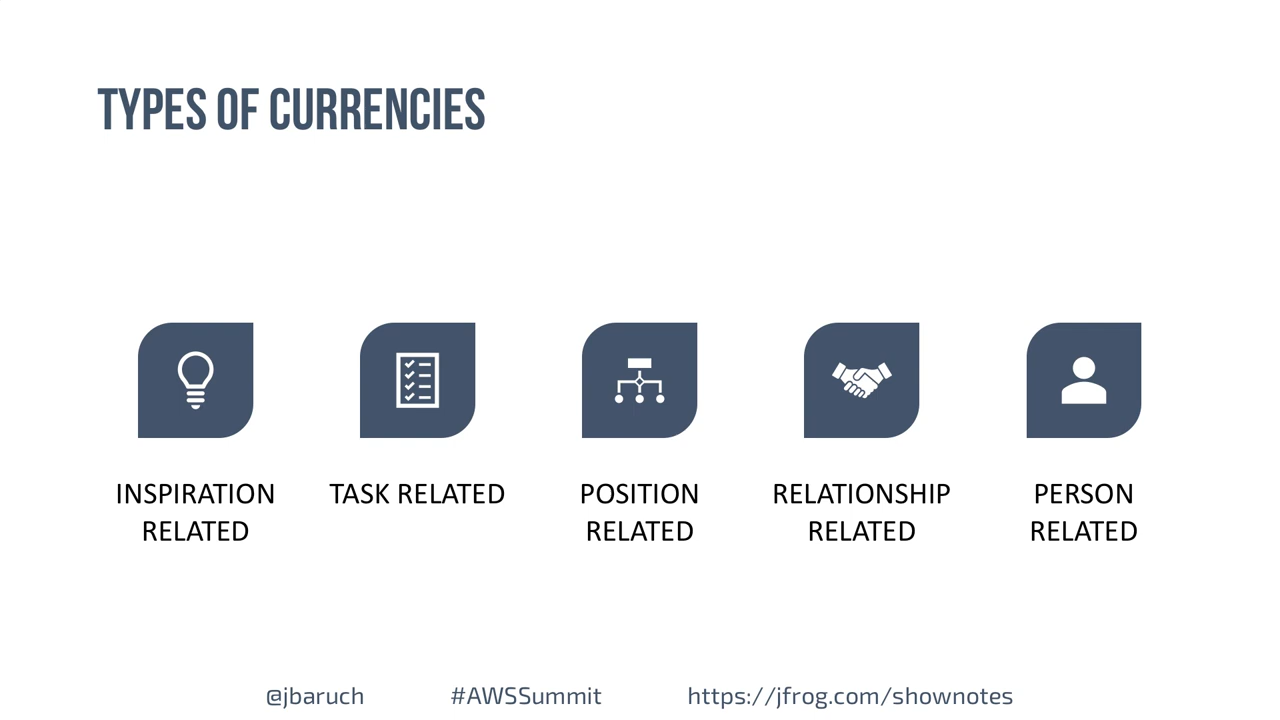 TYPES OF CURRENCIES
INSPIRATION
RELATED
TASK RELATED
POSITION
RELATED
RELATIONSHIP
RELATED
PERSON
RELATED
@jbaruch
#AWSSummit
https://jfrog.com/shownotes